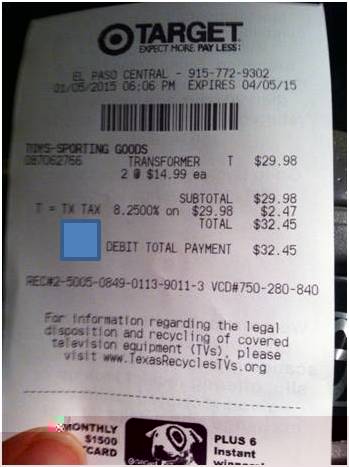 TARGET
EXPECT MORE. PAY LESS.
EL PASO CENTRAL - 915-772-9302
01/05/2015 06:06 PM EXPIRES 04/05/15
TOYS-SPORTING GOODS
087062766 TRANSFORMER T $29.98
2 @ $14.99 ea
SUBTOTAL $29.98
T = TX TAX 8.2500% on $29.98 $2.47
TOTAL $32.45
DEBIT TOTAL PAYMENT $32.45
REC#2-5005-0849-0113-9011-3 VCD#750-280-840
For information regarding the legal
disposition and recycling of covered
television equipment (TVs), please
visit www.TexasRecyclesTVs.org
MONTHLY
$1500
CARD
PLUS 6
Instant